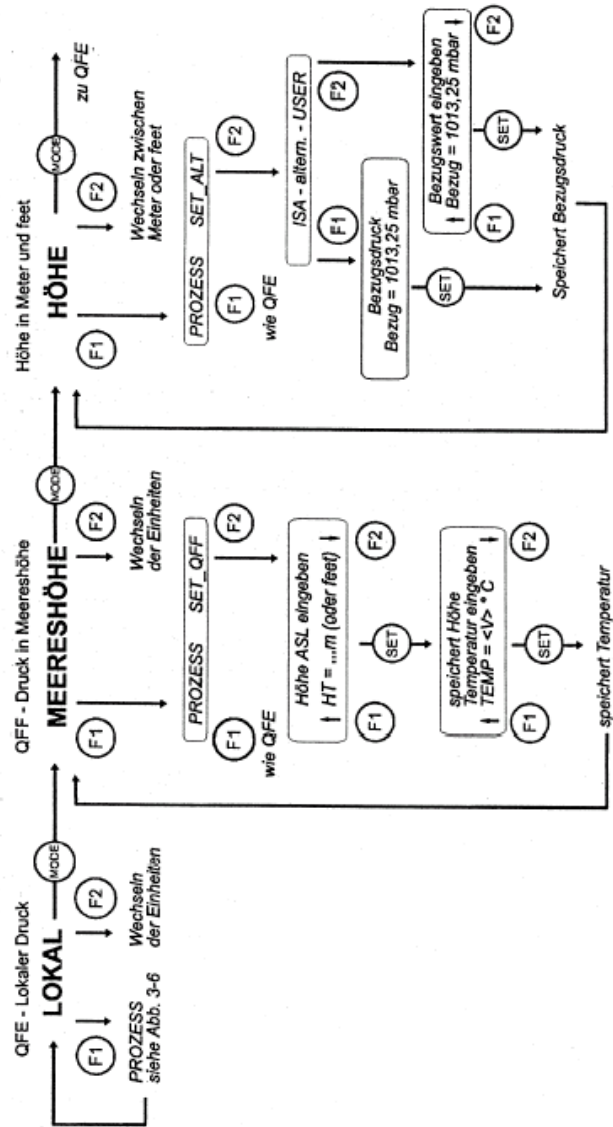 QFE - Lokaler Druck
LOKAL
MODE
F1
F2
PROZESS
siehe Abb. 3-6
Wechseln
der Einheiten
QFF - Druck in Meereshöhe
MEERESHÖHE
MODE
F1
F2
Wechseln
der Einheiten
PROZESS SET_QFF
F1
wie QFE
F2
Höhe ASL eingeben
HT = ...m (oder feet)
F1
F2
SET
speichert Höhe
Temperatur eingeben
TEMP = <V> ° C
F1
F2
SET
speichert Temperatur
Höhe in Meter und feet
HÖHE
MODE
zu QFE
F1
F2
Wechseln zwischen
Meter oder feet
PROZESS SET_ALT
F1
wie QFE
F2
ISA - altern. - USER
F1
F2
Bezugsdruck
Bezug = 1013,25 mbar
SET
Bezugswert eingeben
Bezug = 1013,25 mbar
F1
F2
SET
Speichert Bezugsdruck